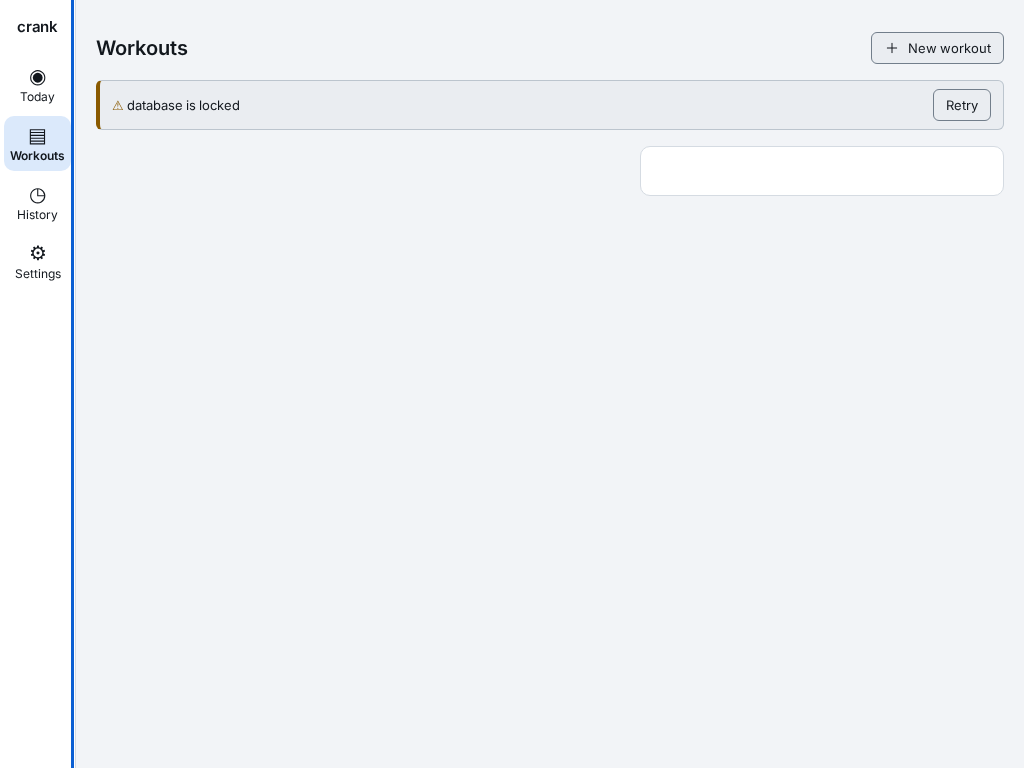 crank
Today
Workouts
History
Settings
Workouts
+ New workout
⚠ database is locked
Retry